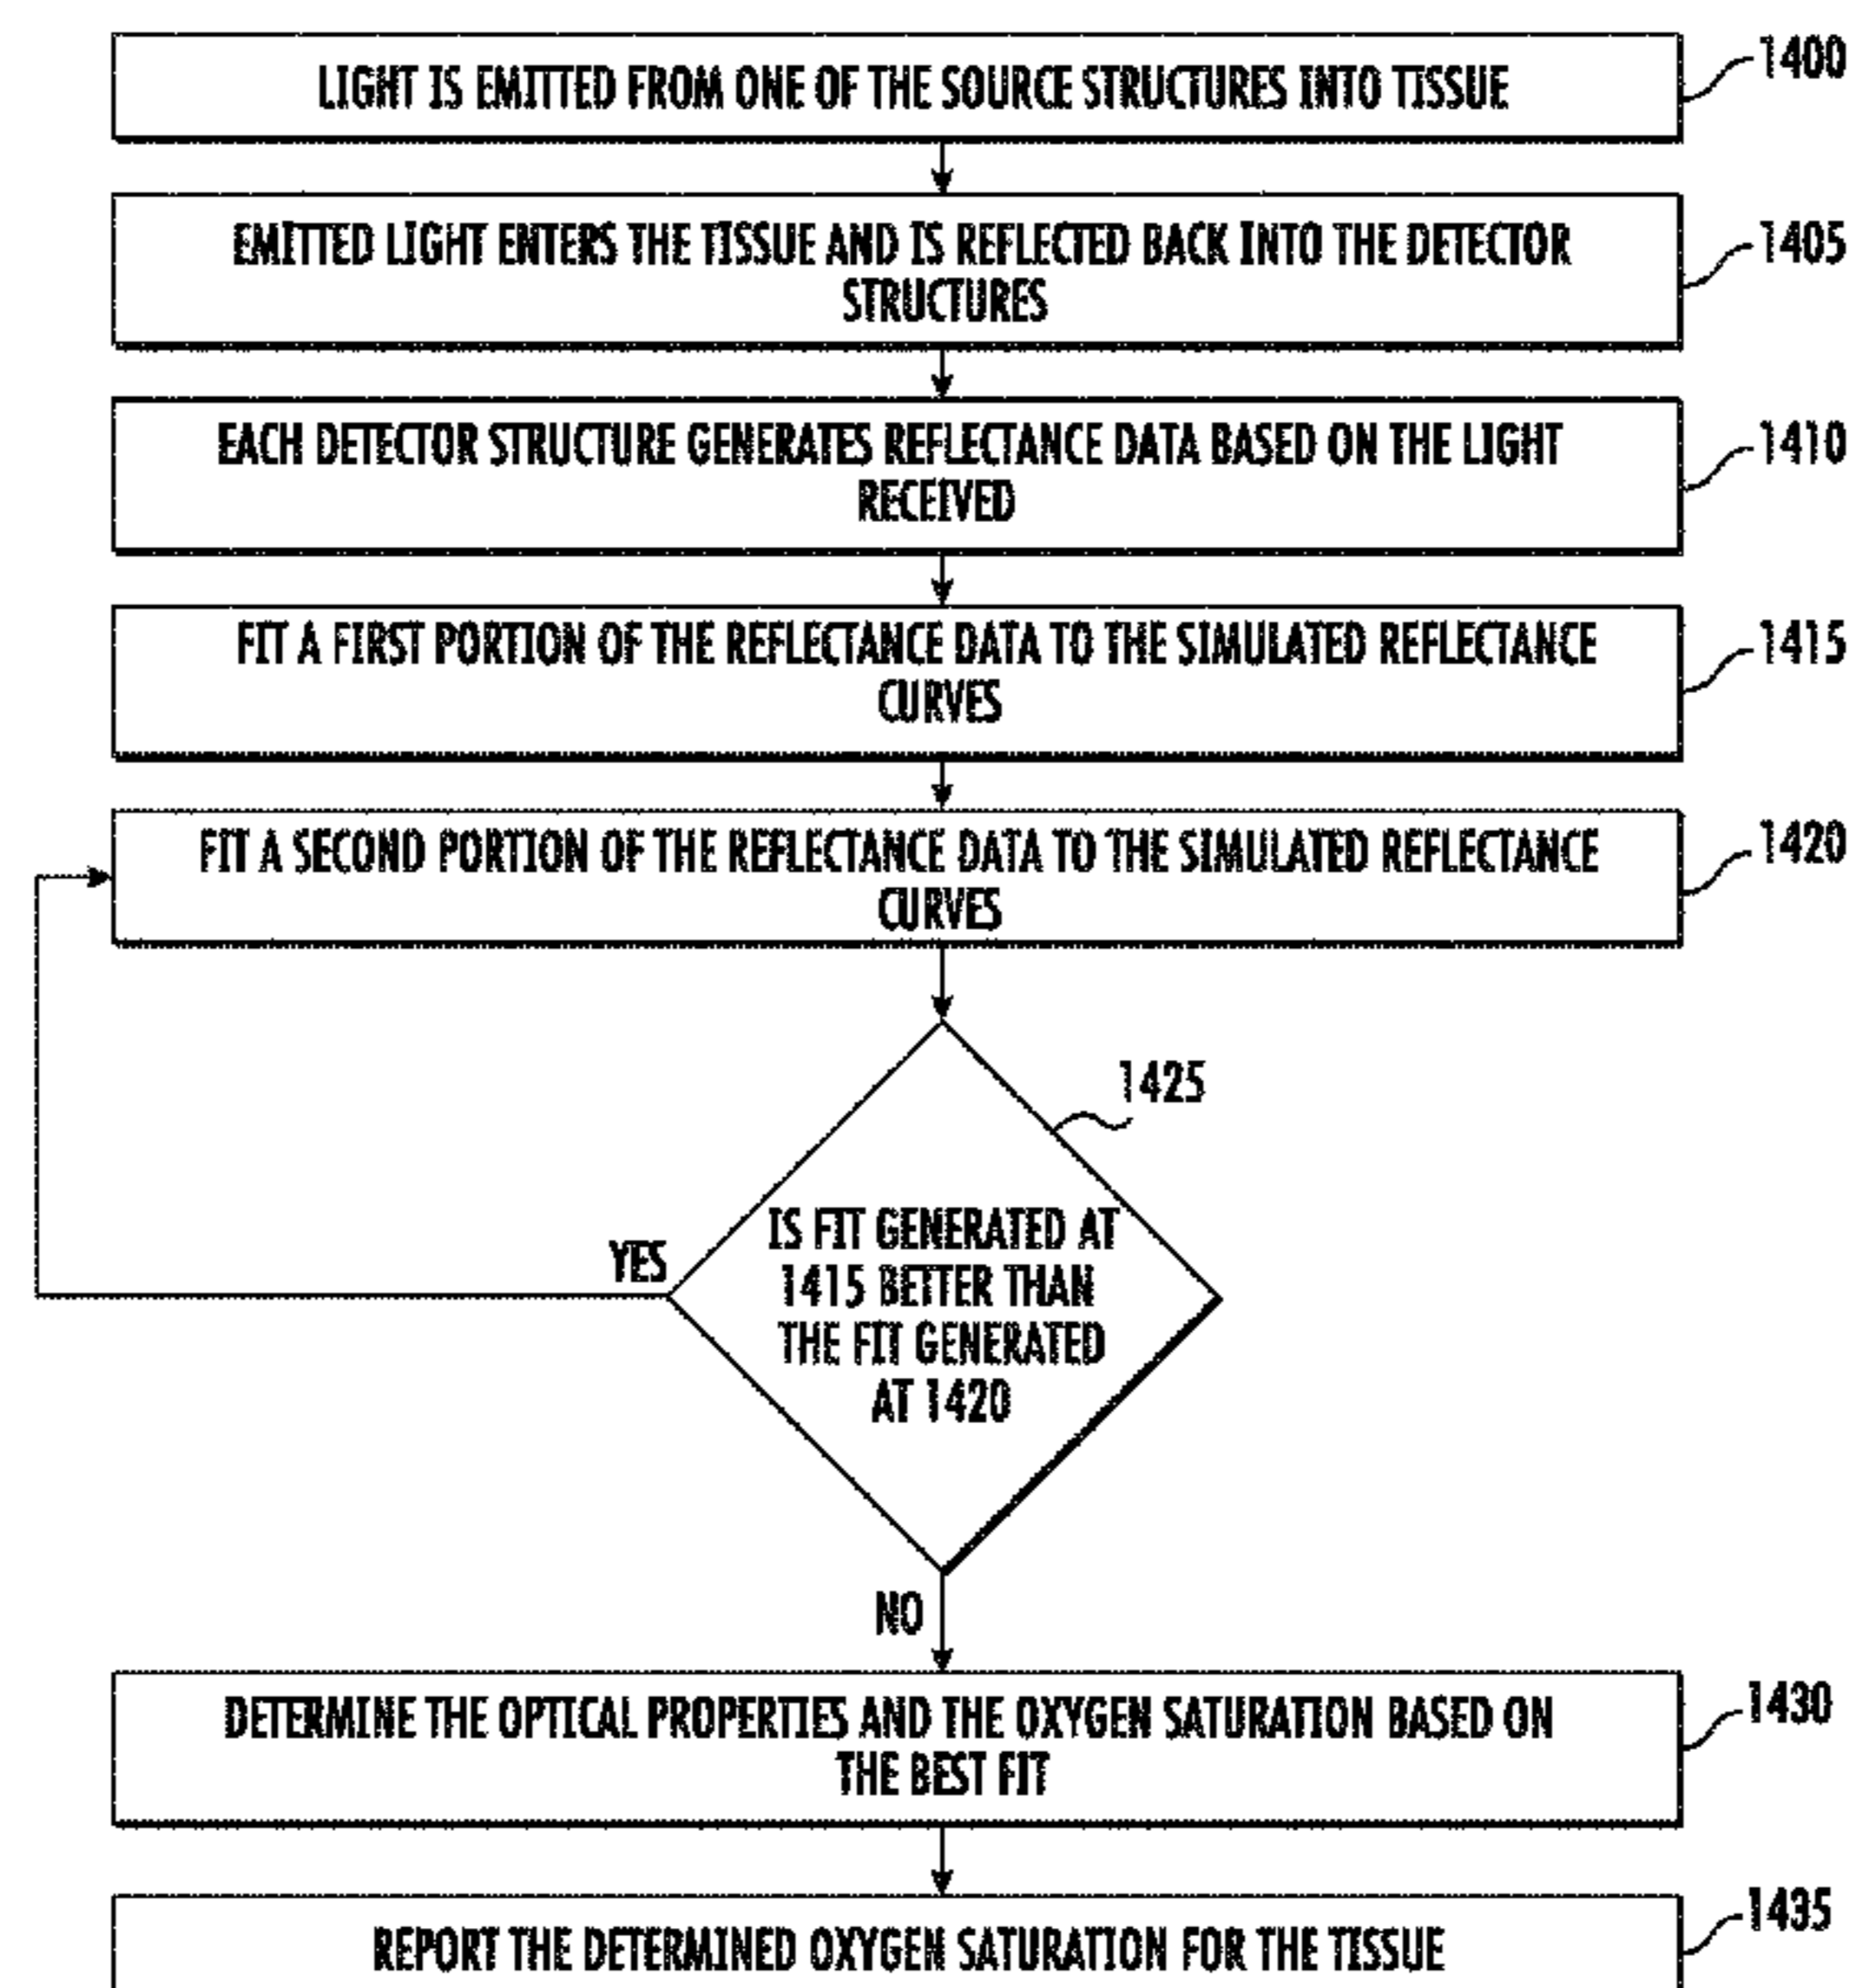 LIGHT IS EMITTED FROM ONE OF THE SOURCE STRUCTURES INTO TISSUE
1400
EMITTED LIGHT ENTERS THE TISSUE AND IS REFLECTED BACK INTO THE DETECTOR
STRUCTURES
1405
EACH DETECTOR STRUCTURE GENERATES REFLECTANCE DATA BASED ON THE LIGHT
RECEIVED
1410
FIT A FIRST PORTION OF THE REFLECTANCE DATA TO THE SIMULATED REFLECTANCE
CURVES
1415
FIT A SECOND PORTION OF THE REFLECTANCE DATA TO THE SIMULATED REFLECTANCE
CURVES
1420
1425
IS FIT GENERATED AT
1415 BETTER THAN
THE FIT GENERATED
AT 1420
YES
NO
DETERMINE THE OPTICAL PROPERTIES AND THE OXYGEN SATURATION BASED ON
THE BEST FIT
1430
REPORT THE DETERMINED OXYGEN SATURATION FOR THE TISSUE
1435